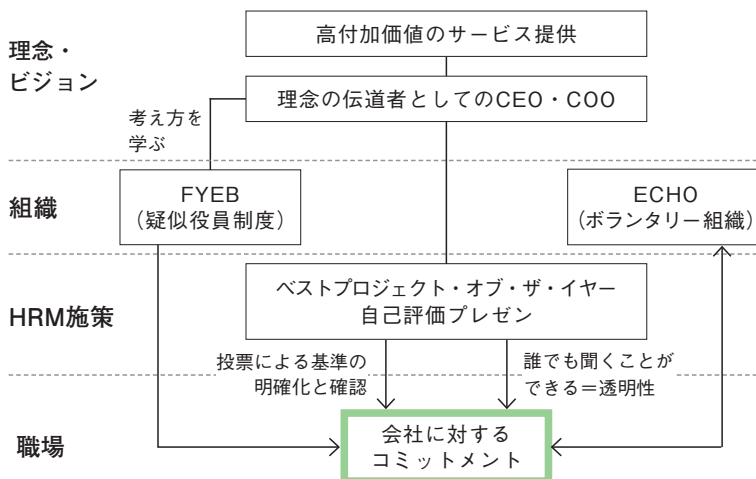 高付加価値のサービス提供
理念・
ビジョン
理念の伝道者としてのCEO・COO
考え方を
学ぶ
組織
FYEB
（疑似役員制度）
ECHO
（ボランタリー組織）
HRM施策
ベストプロジェクト・オブ・ザ・イヤー
自己評価プレゼン
投票による基準の
明確化と確認
誰でも聞くことが
できる＝透明性
職場
会社に対する
コミットメント